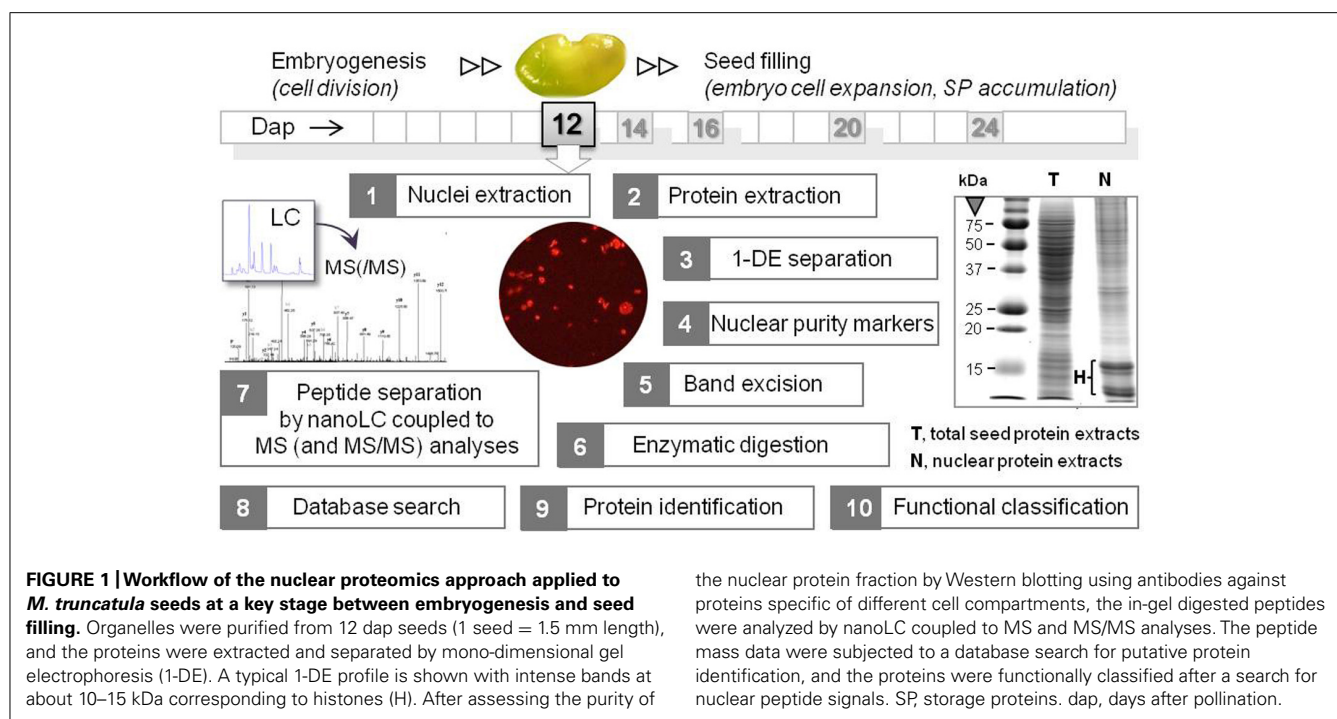 Embryogenesis
(cell division)
Seed filling
(embryo cell expansion, SP accumulation)
Dap → 12 14 16 20 24
1 Nuclei extraction
2 Protein extraction
LC
MS(/MS)
3 1-DE separation
4 Nuclear purity markers
5 Band excision
6 Enzymatic digestion
7 Peptide separation
by nanoLC coupled to
MS (and MS/MS) analyses
8 Database search
9 Protein identification
10 Functional classification
kDa T N
75
50
37
25
20
15
H
T, total seed protein extracts
N, nuclear protein extracts
FIGURE 1 | Workflow of the nuclear proteomics approach applied to
M. truncatula seeds at a key stage between embryogenesis and seed
filling. Organelles were purified from 12 dap seeds (1 seed = 1.5 mm length),
and the proteins were extracted and separated by mono-dimensional gel
electrophoresis (1-DE). A typical 1-DE profile is shown with intense bands at
about 10–15 kDa corresponding to histones (H). After assessing the purity of
the nuclear protein fraction by Western blotting using antibodies against
proteins specific of different cell compartments, the in-gel digested peptides
were analyzed by nanoLC coupled to MS and MS/MS analyses. The peptide
mass data were subjected to a database search for putative protein
identification, and the proteins were functionally classified after a search for
nuclear peptide signals. SP, storage proteins. dap, days after pollination.